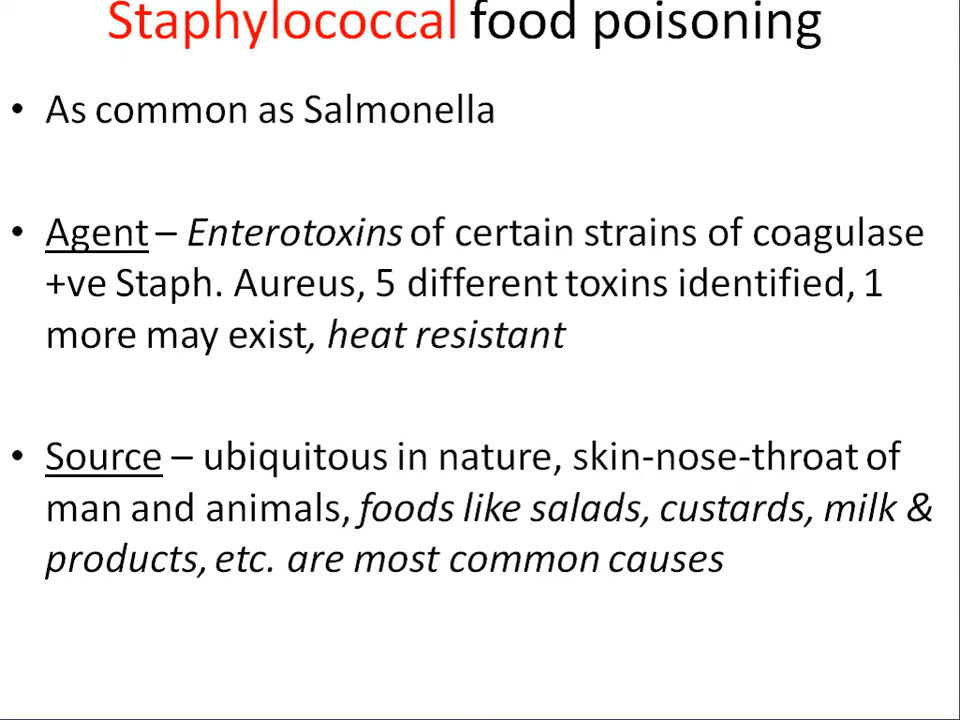 Staphylococcal food poisoning
• As common as Salmonella
• Agent – Enterotoxins of certain strains of coagulase
+ve Staph. Aureus, 5 different toxins identified, 1
more may exist, heat resistant
• Source – ubiquitous in nature, skin-nose-throat of
man and animals, foods like salads, custards, milk &
products, etc. are most common causes